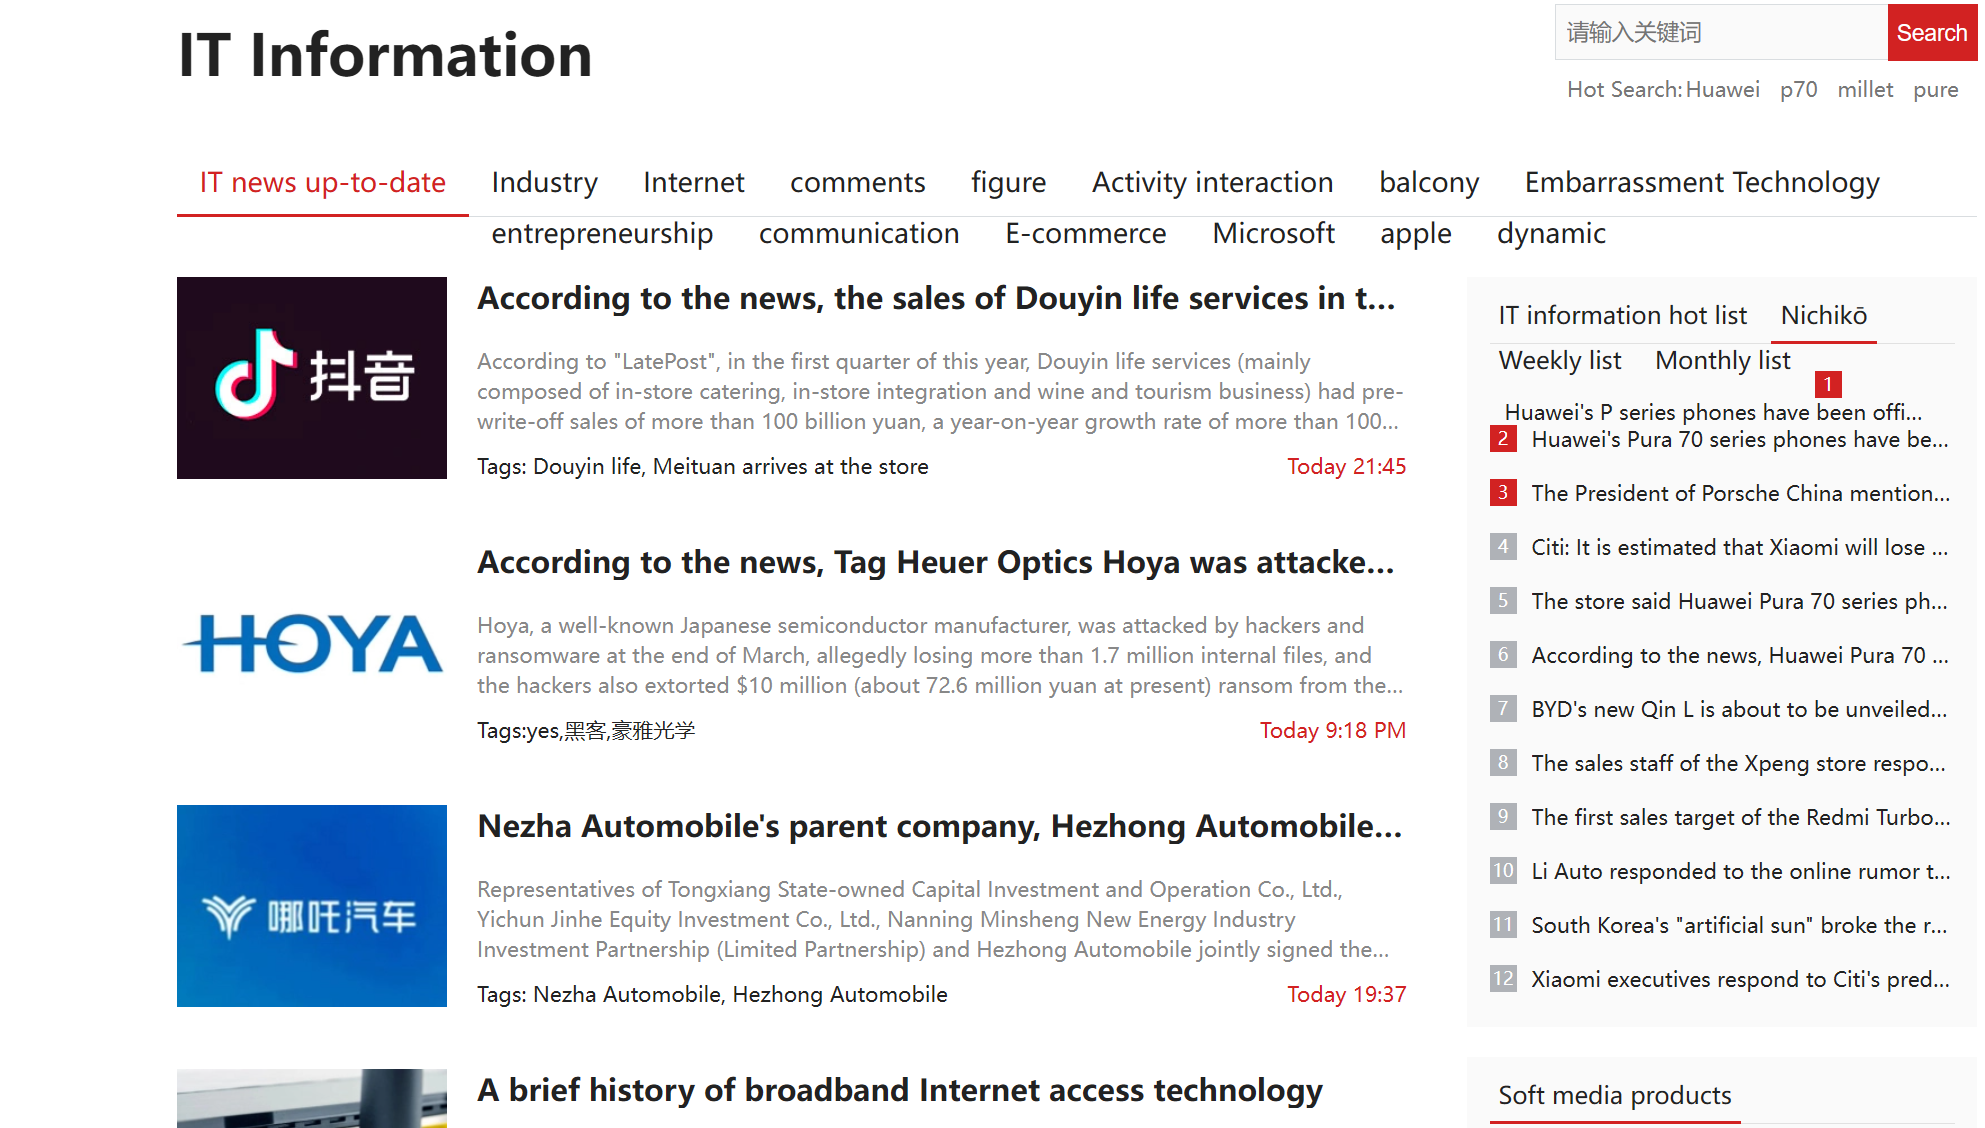 IT Information
请输入关键词
Search
Hot Search: Huawei p70 millet pure
IT news up-to-date Industry Internet comments figure Activity interaction balcony Embarrassment Technology
entrepreneurship communication E-commerce Microsoft apple dynamic
抖音
According to the news, the sales of Douyin life services in t...
According to "LatePost", in the first quarter of this year, Douyin life services (mainly
composed of in-store catering, in-store integration and wine and tourism business) had pre-
write-off sales of more than 100 billion yuan, a year-on-year growth rate of more than 100...
Tags: Douyin life, Meituan arrives at the store
Today 21:45
HOYA
According to the news, Tag Heuer Optics Hoya was attacke...
Hoya, a well-known Japanese semiconductor manufacturer, was attacked by hackers and
ransomware at the end of March, allegedly losing more than 1.7 million internal files, and
the hackers also extorted $10 million (about 72.6 million yuan at present) ransom from the...
Tags:yes,黑客,豪雅光学
Today 9:18 PM
哪吒汽车
Nezha Automobile's parent company, Hezhong Automobile...
Representatives of Tongxiang State-owned Capital Investment and Operation Co., Ltd.,
Yichun Jinhe Equity Investment Co., Ltd., Nanning Minsheng New Energy Industry
Investment Partnership (Limited Partnership) and Hezhong Automobile jointly signed the...
Tags: Nezha Automobile, Hezhong Automobile
Today 19:37
A brief history of broadband Internet access technology
IT information hot list Nichikō
Weekly list Monthly list
1
Huawei's P series phones have been offi...
2 Huawei's Pura 70 series phones have be...
3 The President of Porsche China mention...
4 Citi: It is estimated that Xiaomi will lose ...
5 The store said Huawei Pura 70 series ph...
6 According to the news, Huawei Pura 70 ...
7 BYD's new Qin L is about to be unveiled...
8 The sales staff of the Xpeng store respo...
9 The first sales target of the Redmi Turbo...
10 Li Auto responded to the online rumor t...
11 South Korea's "artificial sun" broke the r...
12 Xiaomi executives respond to Citi's pred...
Soft media products